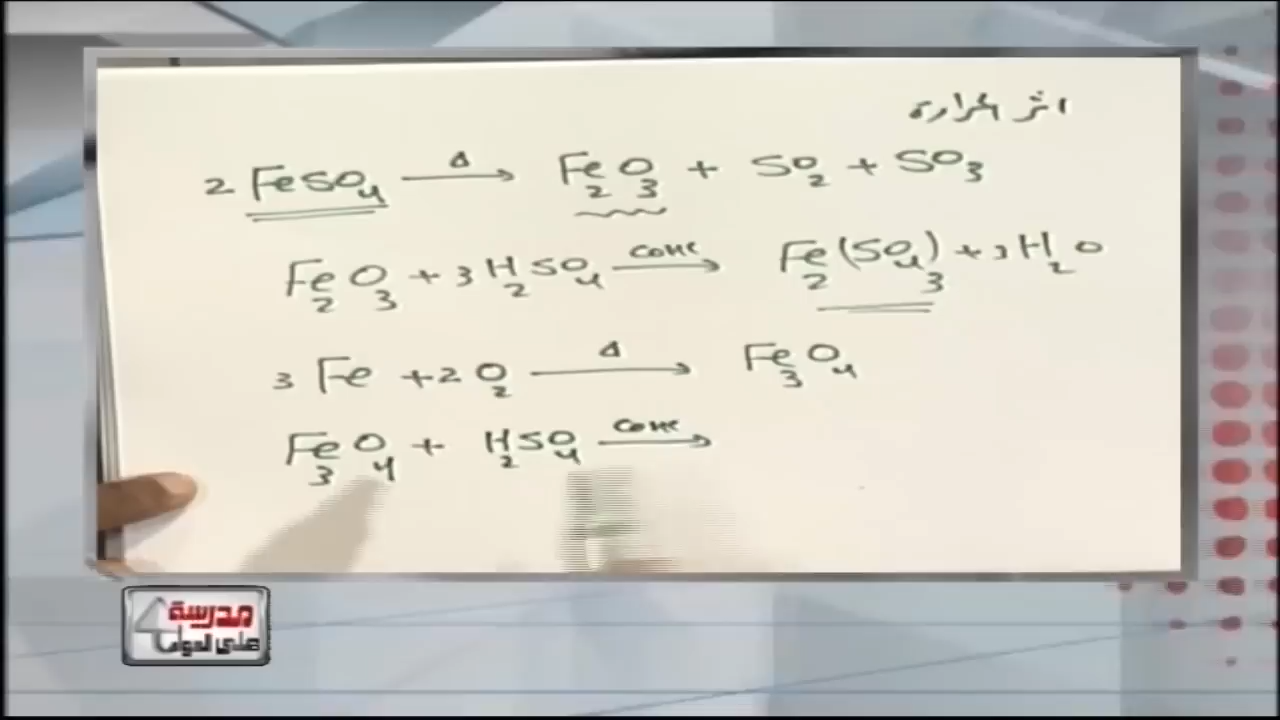 اثر الحرارة
2 FeSO4 —Δ→ Fe2O3 + SO2 + SO3
Fe2O3 + 3 H2SO4 —conc→ Fe2(SO4)3 + 3 H2O
3 Fe + 2 O2 —Δ→ Fe3O4
Fe3O4 + H2SO4 —conc→
مدرسة
على الهواء